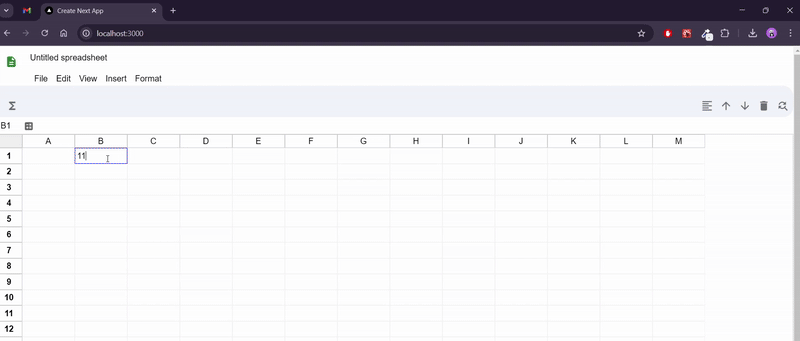 Create Next App
localhost:3000
Untitled spreadsheet
File Edit View Insert Format
Σ
B1
A B C D E F G H I J K L M
1 11
2
3
4
5
6
7
8
9
10
11
12